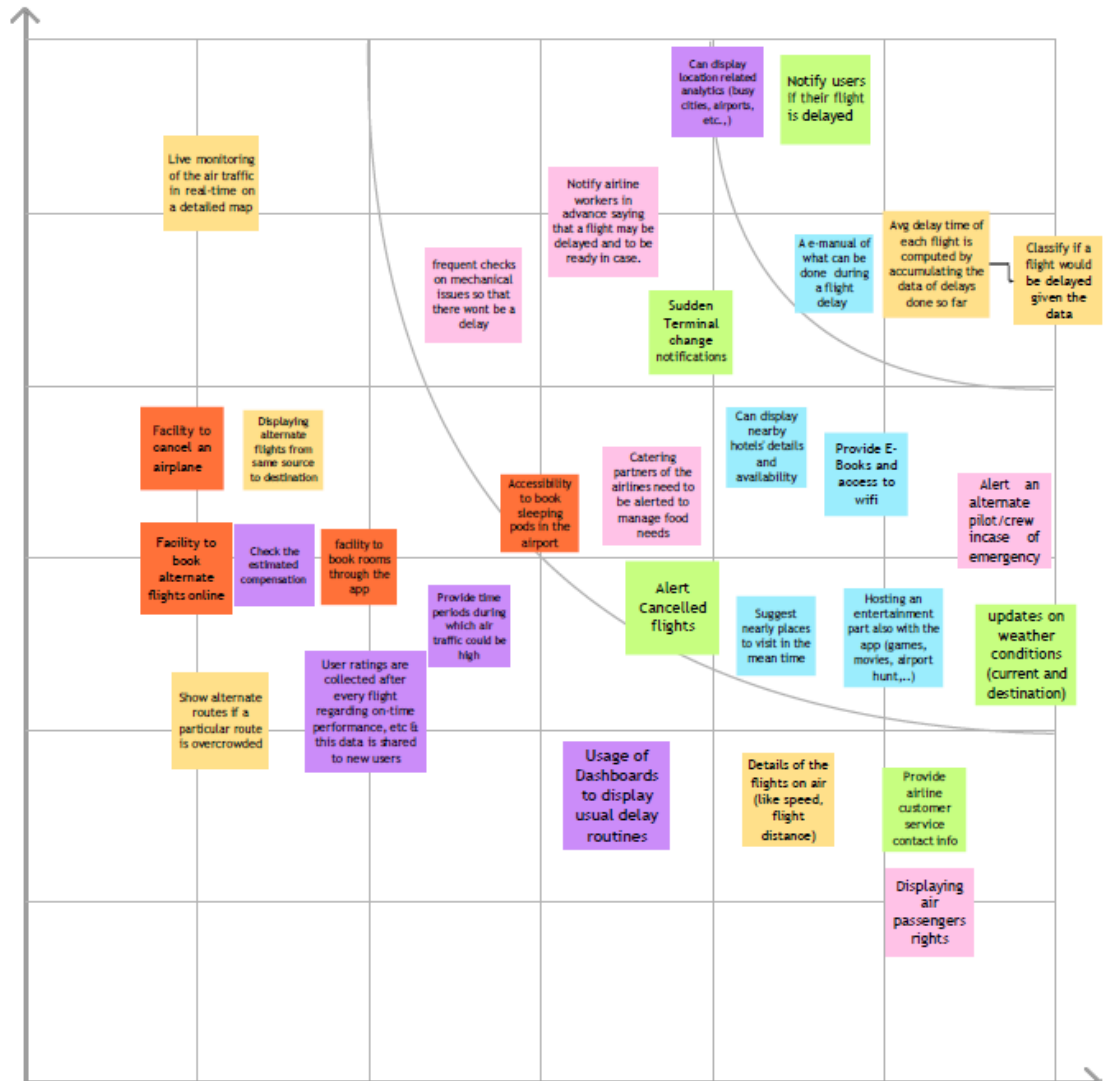 Can display
location related
analytics (busy
cities, airports,
etc.,)
Notify users
if their flight
is delayed
Live monitoring
of the air traffic
in real-time on
a detailed map
Notify airline
workers in
advance saying
that a flight may be
delayed and to be
ready in case.
frequent checks
on mechanical
issues so that
there wont be a
delay
A e-manual of
what can be
done during
a flight
delay
Avg delay time of
each flight is
computed by
accumulating the
data of delays
done so far
Classify if a
flight would
be delayed
given the
data
Sudden
Terminal
change
notifications
Facility to
cancel an
airplane
Displaying
alternate
flights from
same source
to destination
Can display
nearby
hotels' details
and
availability
Provide E-
Books and
access to
wifi
Catering
partners of the
airlines need to
be alerted to
manage food
needs
Accessibility
to book
sleeping
pods in the
airport
Alert an
alternate
pilot/crew
incase of
emergency
Facility to
book
alternate
flights online
Check the
estimated
compensation
facility to
book rooms
through the
app
Provide time
periods during
which air
traffic could be
high
Alert
Cancelled
flights
Suggest
nearly places
to visit in the
mean time
Hosting an
entertainment
part also with the
app (games,
movies, airport
hunt,..)
updates on
weather
conditions
(current and
destination)
Show alternate
routes if a
particular route
is overcrowded
User ratings are
collected after
every flight
regarding on-time
performance, etc &
this data is shared
to new users
Usage of
Dashboards
to display
usual delay
routines
Details of the
flights on air
(like speed,
flight
distance)
Provide
airline
customer
service
contact info
Displaying
air
passengers
rights